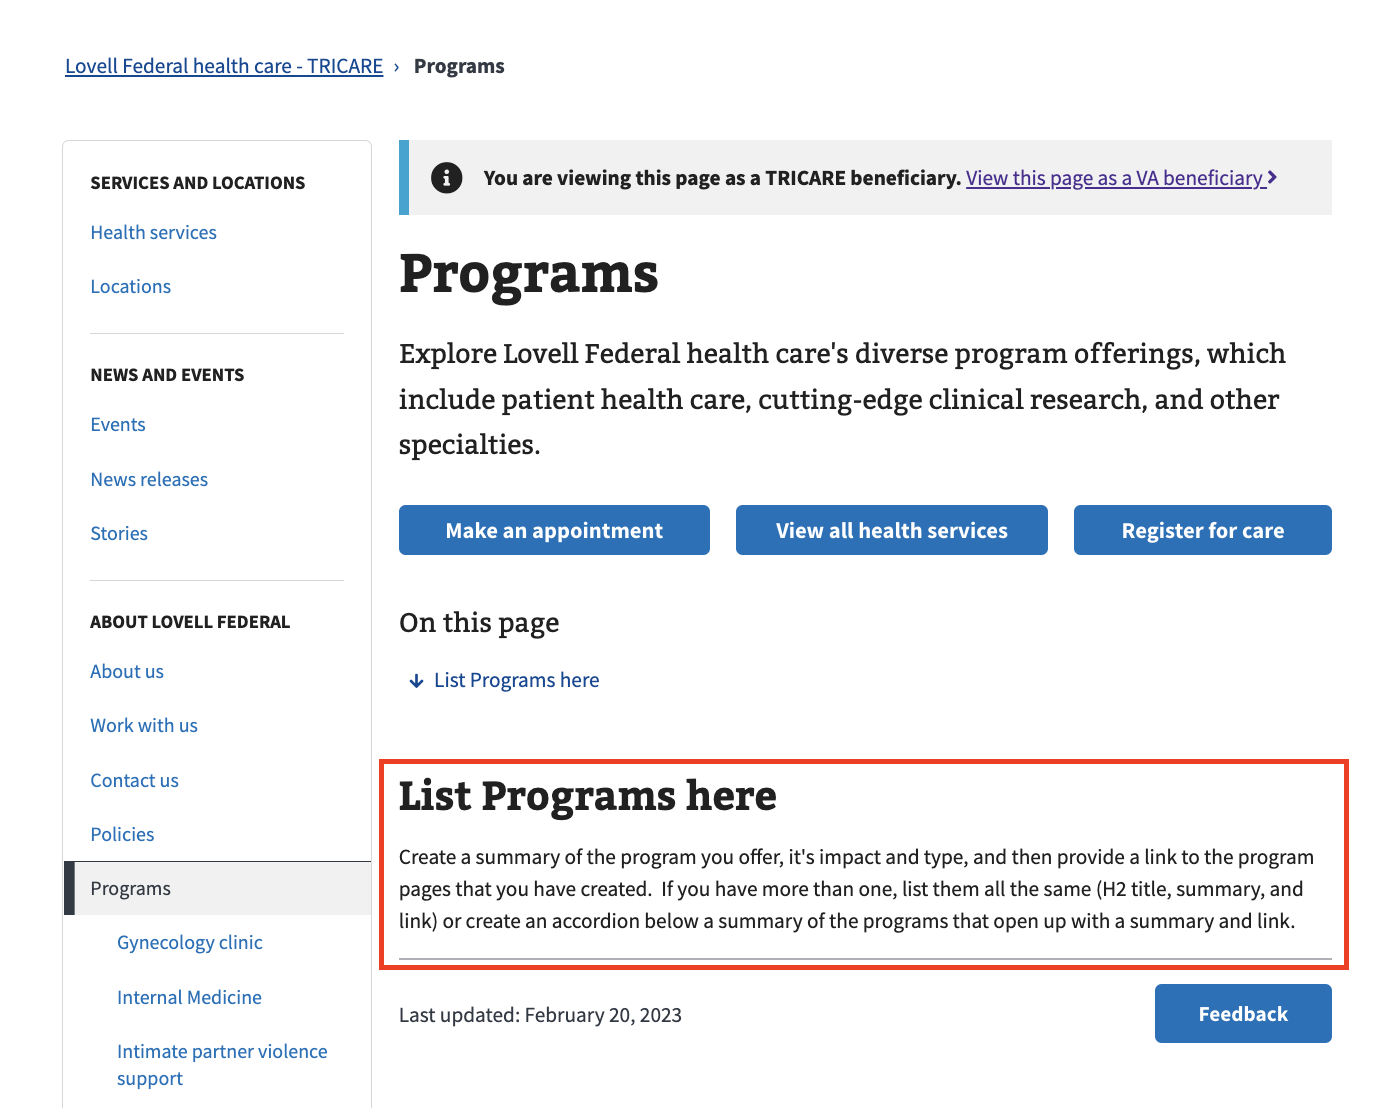 Lovell Federal health care - TRICARE › Programs
SERVICES AND LOCATIONS
Health services
Locations
NEWS AND EVENTS
Events
News releases
Stories
ABOUT LOVELL FEDERAL
About us
Work with us
Contact us
Policies
Programs
Gynecology clinic
Internal Medicine
Intimate partner violence
support
You are viewing this page as a TRICARE beneficiary. View this page as a VA beneficiary
Programs
Explore Lovell Federal health care's diverse program offerings, which
include patient health care, cutting-edge clinical research, and other
specialties.
Make an appointment
View all health services
Register for care
On this page
List Programs here
List Programs here
Create a summary of the program you offer, it's impact and type, and then provide a link to the program
pages that you have created.  If you have more than one, list them all the same (H2 title, summary, and
link) or create an accordion below a summary of the programs that open up with a summary and link.
Last updated: February 20, 2023
Feedback